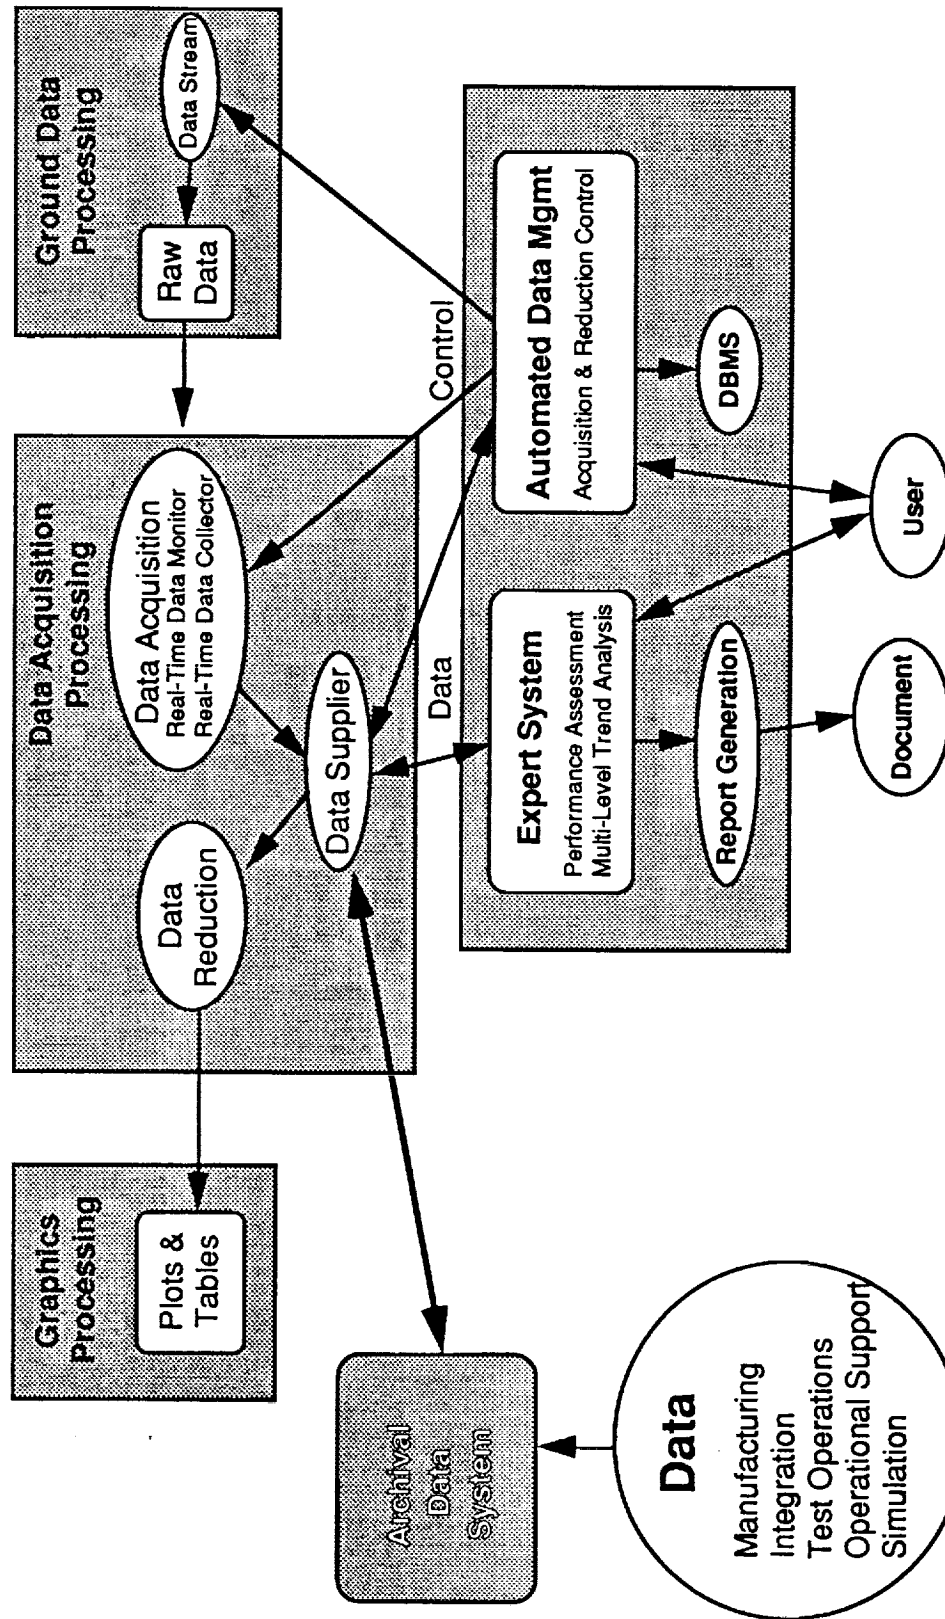 Graphics
Processing
Plots &
Tables
Data Acquisition
Processing
Data
Reduction
Data Acquisition
Real-Time Data Monitor
Real-Time Data Collector
Data Supplier
Ground Data
Processing
Raw
Data
Data Stream
Archival
Data
System
Data
Control
Data
Manufacturing
Integration
Test Operations
Operational Support
Simulation
Expert System
Performance Assessment
Multi-Level Trend Analysis
Report Generation
Automated Data Mgmt
Acquisition & Reduction Control
DBMS
Document
User